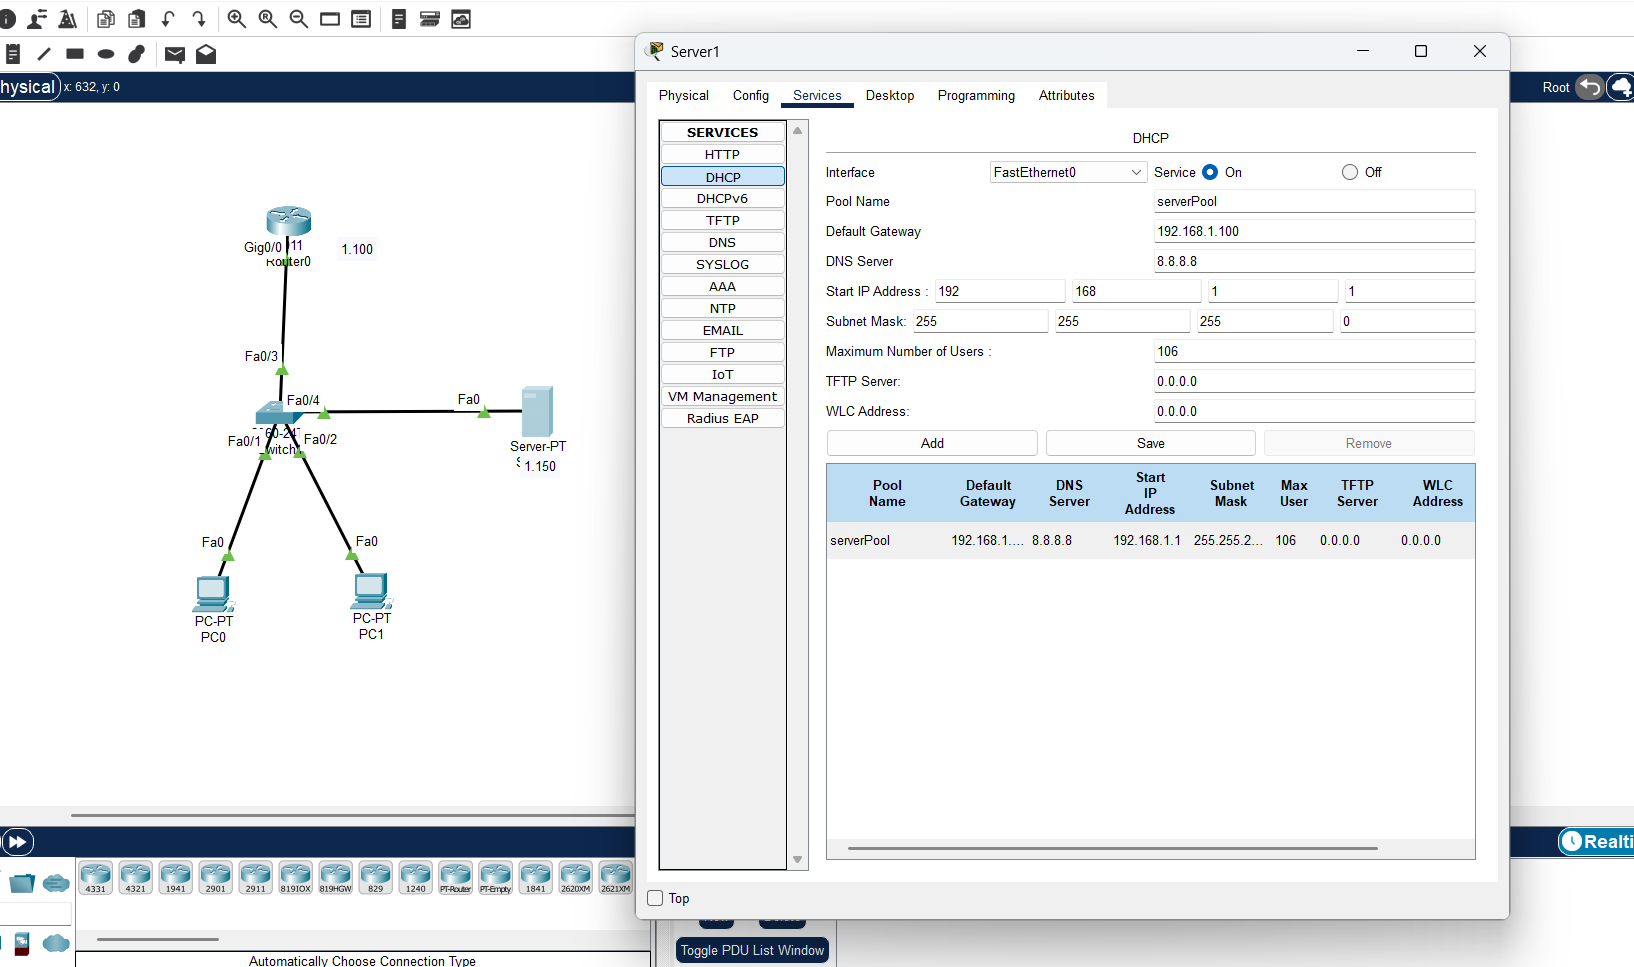 hysical
x: 632, y: 0
Root
Gig0/0
11
Router0
1.100
Fa0/3
Fa0/4
Fa0
60-24
Fa0/1
Fa0/2
witch
Server-PT
1.150
Fa0
Fa0
PC-PT
PC0
PC-PT
PC1
Server1
Physical Config Services Desktop Programming Attributes
SERVICES
HTTP
DHCP
DHCPv6
TFTP
DNS
SYSLOG
AAA
NTP
EMAIL
FTP
IoT
VM Management
Radius EAP
DHCP
Interface FastEthernet0 Service On Off
Pool Name serverPool
Default Gateway 192.168.1.100
DNS Server 8.8.8.8
Start IP Address : 192 168 1 1
Subnet Mask: 255 255 255 0
Maximum Number of Users : 106
TFTP Server: 0.0.0.0
WLC Address: 0.0.0.0
Add Save Remove
Pool Name Default Gateway DNS Server Start IP Address Subnet Mask Max User TFTP Server WLC Address
serverPool 192.168.1.... 8.8.8.8 192.168.1.1 255.255.2... 106 0.0.0.0 0.0.0.0
Top
Realti
4331 4321 1941 2901 2911 819IOX 819HGW 829 1240 PT-Router PT-Empty 1841 2620XM 2621XM
Toggle PDU List Window
Automatically Choose Connection Type